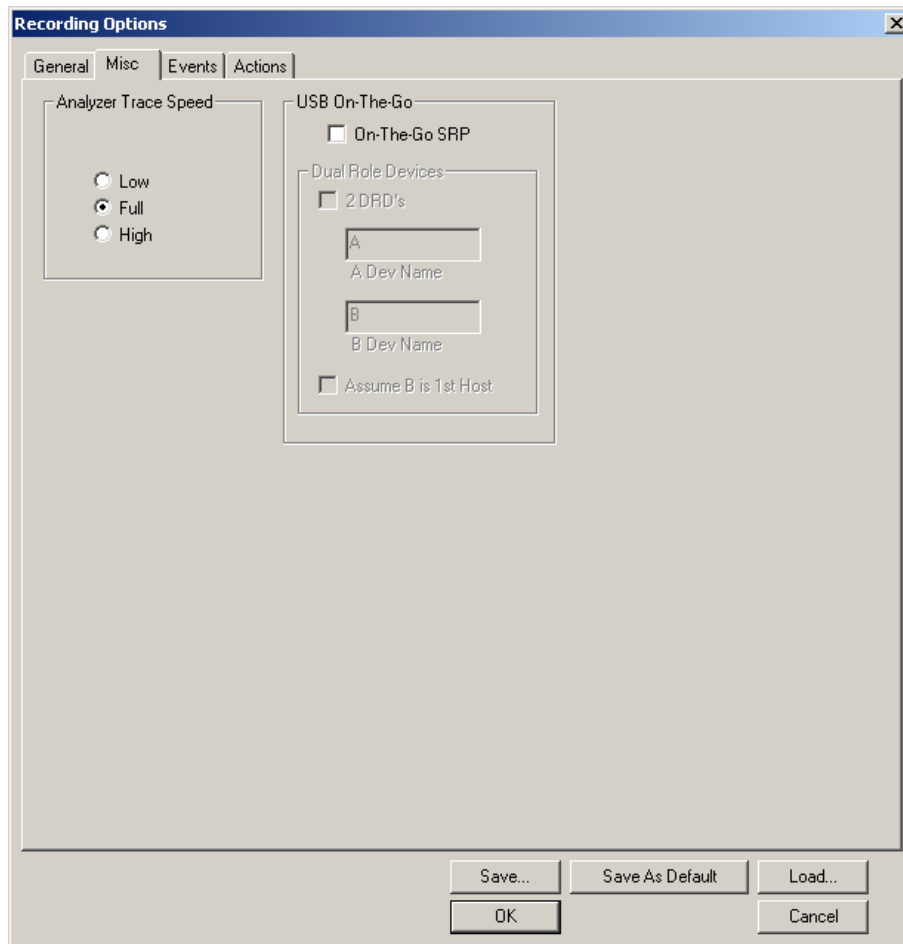 Recording Options
General Misc Events Actions
Analyzer Trace Speed
Low
Full
High
USB On-The-Go
On-The-Go SRP
Dual Role Devices
2 DRD's
A
A Dev Name
B
B Dev Name
Assume B is 1st Host
Save... Save As Default Load...
OK Cancel